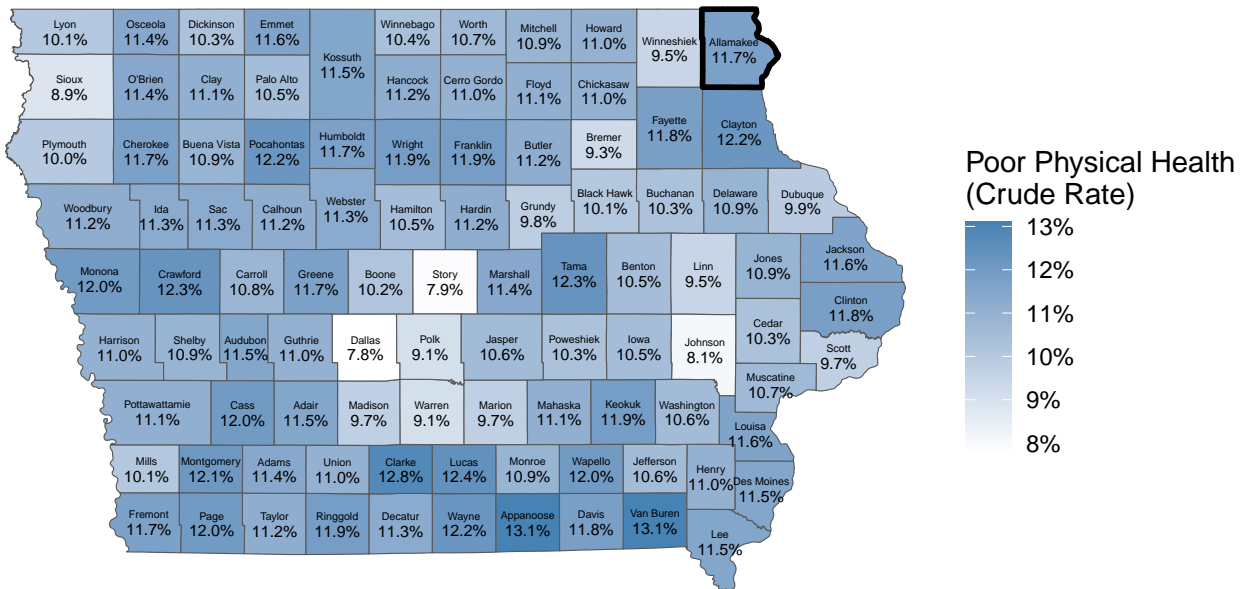 Lyon
10.1%
Osceola
11.4%
Dickinson
10.3%
Emmet
11.6%
Kossuth
11.5%
Winnebago
10.4%
Worth
10.7%
Mitchell
10.9%
Howard
11.0%
Winneshiek
9.5%
Allamakee
11.7%
Sioux
8.9%
O'Brien
11.4%
Clay
11.1%
Palo Alto
10.5%
Hancock
11.2%
Cerro Gordo
11.0%
Floyd
11.1%
Chickasaw
11.0%
Fayette
11.8%
Clayton
12.2%
Plymouth
10.0%
Cherokee
11.7%
Buena Vista
10.9%
Pocahontas
12.2%
Humboldt
11.7%
Wright
11.9%
Franklin
11.9%
Butler
11.2%
Bremer
9.3%
Woodbury
11.2%
Ida
11.3%
Sac
11.3%
Calhoun
11.2%
Webster
11.3%
Hamilton
10.5%
Hardin
11.2%
Grundy
9.8%
Black Hawk
10.1%
Buchanan
10.3%
Delaware
10.9%
Dubuque
9.9%
Monona
12.0%
Crawford
12.3%
Carroll
10.8%
Greene
11.7%
Boone
10.2%
Story
7.9%
Marshall
11.4%
Tama
12.3%
Benton
10.5%
Linn
9.5%
Jones
10.9%
Jackson
11.6%
Clinton
11.8%
Harrison
11.0%
Shelby
10.9%
Audubon
11.5%
Guthrie
11.0%
Dallas
7.8%
Polk
9.1%
Jasper
10.6%
Poweshiek
10.3%
Iowa
10.5%
Johnson
8.1%
Cedar
10.3%
Scott
9.7%
Muscatine
10.7%
Pottawattamie
11.1%
Cass
12.0%
Adair
11.5%
Madison
9.7%
Warren
9.1%
Marion
9.7%
Mahaska
11.1%
Keokuk
11.9%
Washington
10.6%
Louisa
11.6%
Mills
10.1%
Montgomery
12.1%
Adams
11.4%
Union
11.0%
Clarke
12.8%
Lucas
12.4%
Monroe
10.9%
Wapello
12.0%
Jefferson
10.6%
Henry
11.0%
Des Moines
11.5%
Fremont
11.7%
Page
12.0%
Taylor
11.2%
Ringgold
11.9%
Decatur
11.3%
Wayne
12.2%
Appanoose
13.1%
Davis
11.8%
Van Buren
13.1%
Lee
11.5%
Poor Physical Health
(Crude Rate)
13%
12%
11%
10%
9%
8%